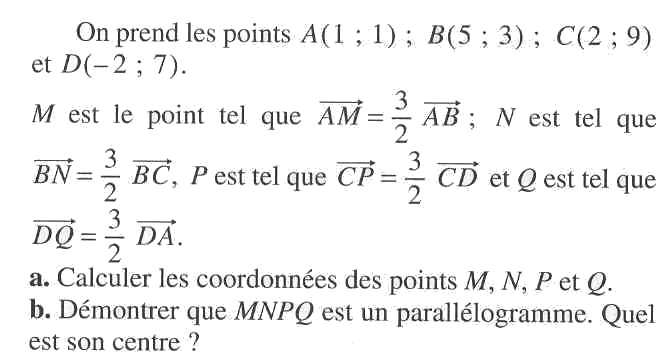 On prend les points A(1 ; 1) ; B(5 ; 3) ; C(2 ; 9)
et D(−2 ; 7).
M est le point tel que $\overrightarrow{AM} = \frac{3}{2} \overrightarrow{AB}$ ; N est tel que
$\overrightarrow{BN} = \frac{3}{2} \overrightarrow{BC}$, P est tel que $\overrightarrow{CP} = \frac{3}{2} \overrightarrow{CD}$ et Q est tel que
$\overrightarrow{DQ} = \frac{3}{2} \overrightarrow{DA}$.
a. Calculer les coordonnées des points M, N, P et Q.
b. Démontrer que MNPQ est un parallélogramme. Quel
est son centre ?